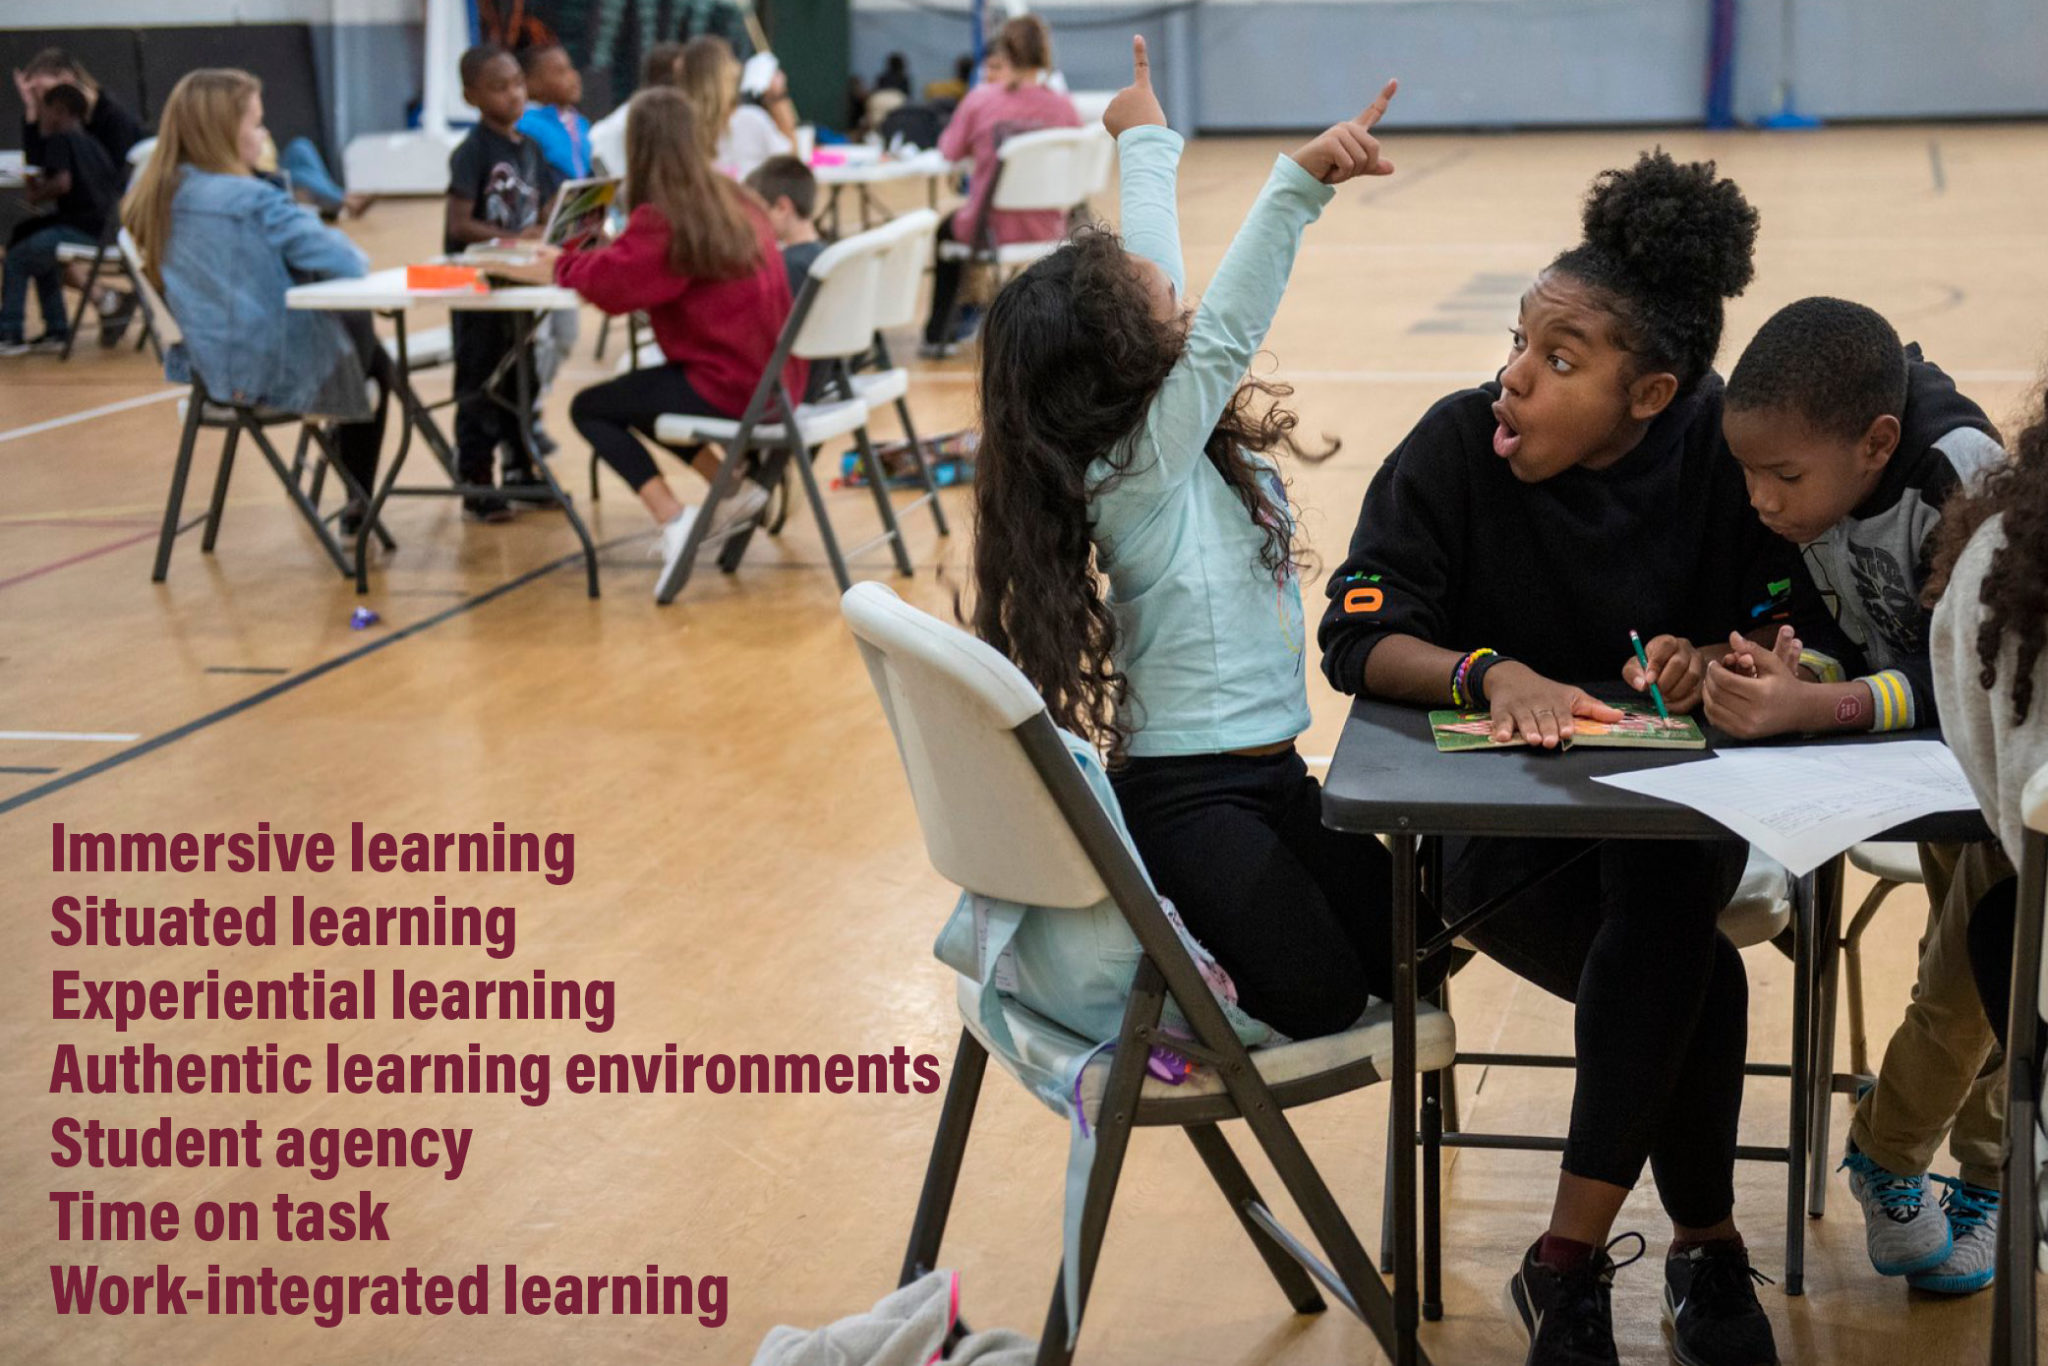 Immersive learning
Situated learning
Experiential learning
Authentic learning environments
Student agency
Time on task
Work-integrated learning